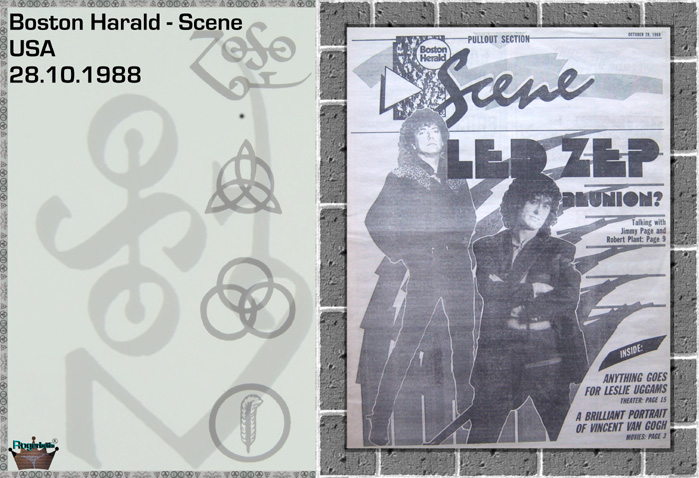 Boston Harald - Scene
USA
28.10.1988
ZoSo
PULLOUT SECTION
OCTOBER 28, 1988
Boston
Herald
Scene
LED ZEP
REUNION?
Talking with
Jimmy Page and
Robert Plant: Page 9
INSIDE:
ANYTHING GOES
FOR LESLIE UGGAMS
THEATER: PAGE 15
A BRILLIANT PORTRAIT
OF VINCENT VAN GOGH
MOVIES: PAGE 3